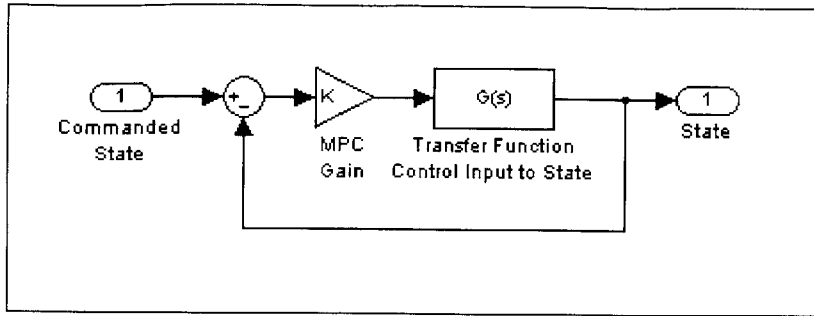 1
Commanded
State
+
-
K
MPC
Gain
G(s)
Transfer Function
Control Input to State
1
State